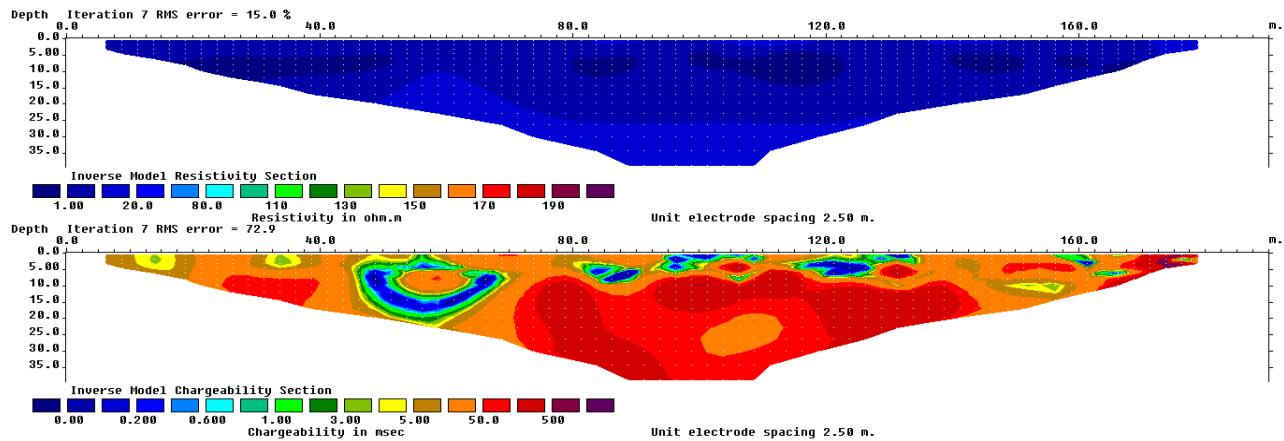 Depth Iteration 7 RMS error = 15.0 %
0.0 40.0 80.0 120.0 160.0 m.
0.0
5.00
10.0
15.0
20.0
25.0
30.0
35.0
Inverse Model Resistivity Section
1.00 20.0 80.0 110 130 150 170 190
Resistivity in ohm.m Unit electrode spacing 2.50 m.
Depth Iteration 7 RMS error = 72.9
0.0 40.0 80.0 120.0 160.0 m.
0.0
5.00
10.0
15.0
20.0
25.0
30.0
35.0
Inverse Model Chargeability Section
0.00 0.200 0.600 1.00 3.00 5.00 50.0 500
Chargeability in msec Unit electrode spacing 2.50 m.